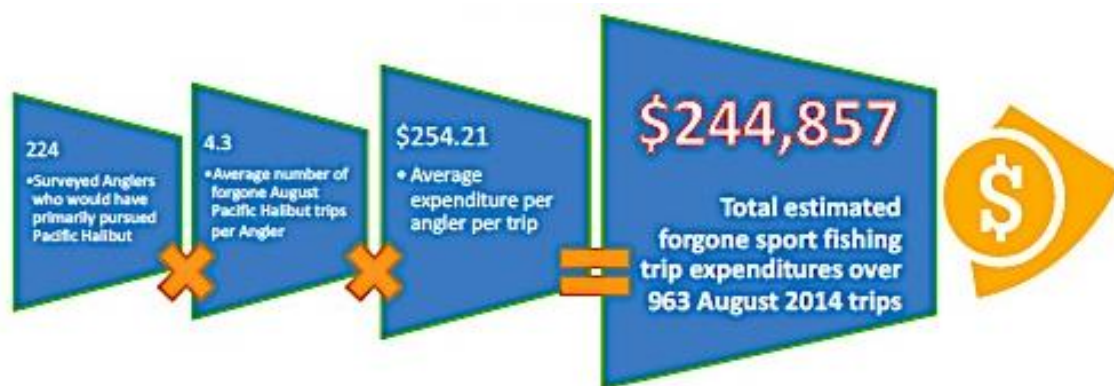 224
•Surveyed Anglers
who would have
primarily pursued
Pacific Halibut
4.3
•Average number of
forgone August
Pacific Halibut trips
per Angler
$254.21
• Average
expenditure per
angler per trip
$244,857
Total estimated
forgone sport fishing
trip expenditures over
963 August 2014 trips
$